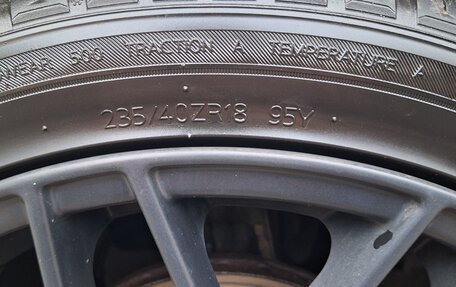 WEAR 500 TRACTION A TEMPERATURE A
235/40ZR18 95Y